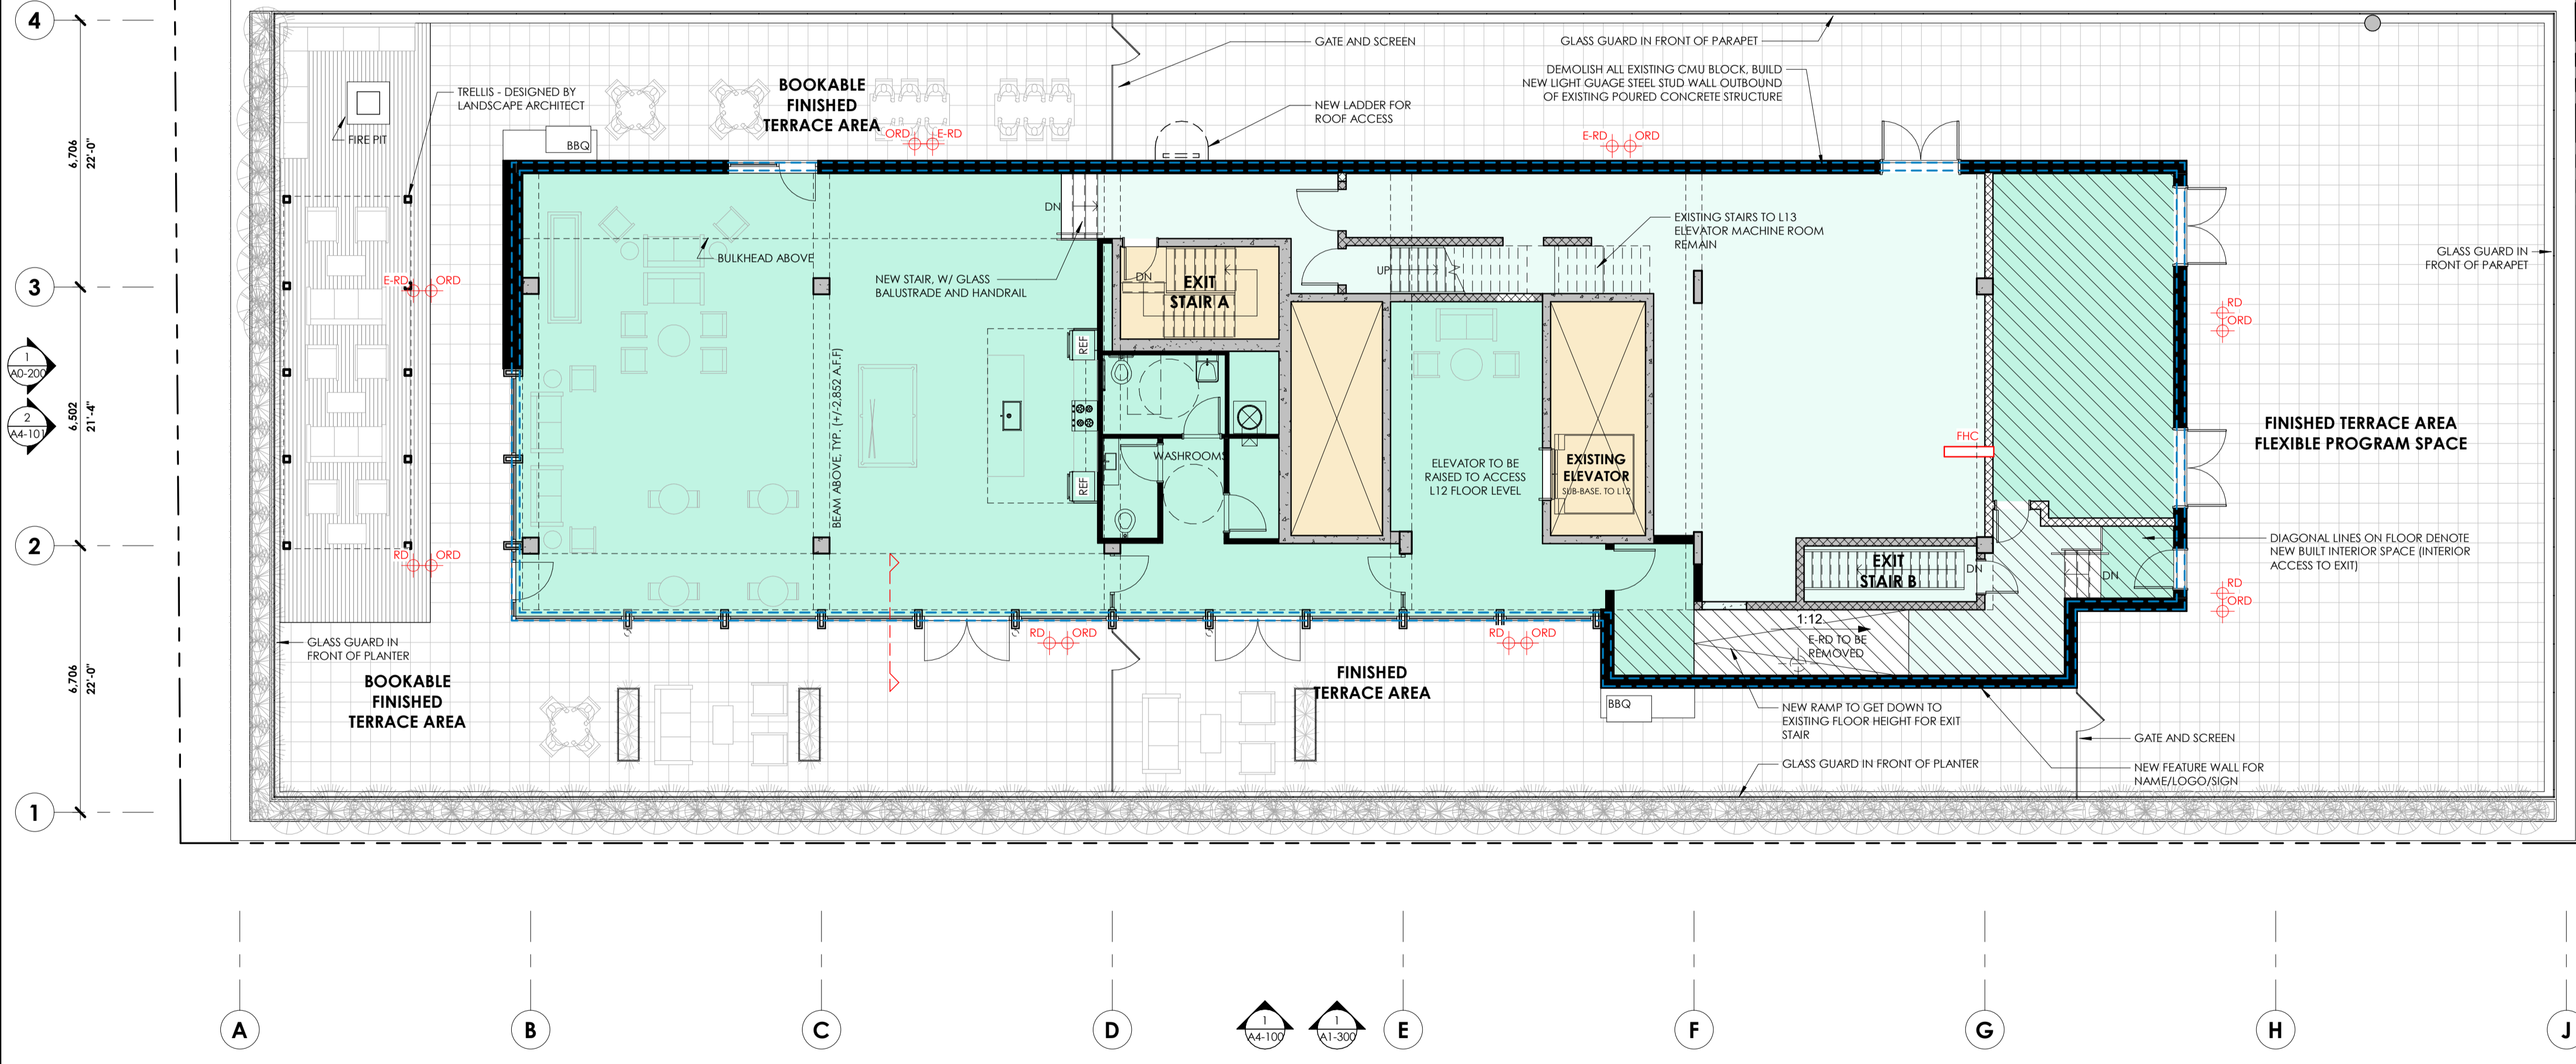 4
GATE AND SCREEN
GLASS GUARD IN FRONT OF PARAPET
DEMOLISH ALL EXISTING CMU BLOCK, BUILD
NEW LIGHT GUAGE STEEL STUD WALL OUTBOUND
OF EXISTING POURED CONCRETE STRUCTURE
TRELLIS - DESIGNED BY
LANDSCAPE ARCHITECT
BOOKABLE
FINISHED
TERRACE AREA
NEW LADDER FOR
ROOF ACCESS
FIRE PIT
BBQ
ORD
E-RD
E-RD
ORD
6,706
22'-0"
DN
EXISTING STAIRS TO L13
ELEVATOR MACHINE ROOM
REMAIN
GLASS GUARD IN
FRONT OF PARAPET
BULKHEAD ABOVE
NEW STAIR, W/ GLASS
BALUSTRADE AND HANDRAIL
DN
EXIT
STAIR A
UP
3
E-RD
ORD
RD
ORD
1
A0-200
2
A4-101
6,502
21'-4"
BEAM ABOVE, TYP. (+/-2,852 A.F.F)
REF
REF
WASHROOMS
ELEVATOR TO BE
RAISED TO ACCESS
L12 FLOOR LEVEL
EXISTING
ELEVATOR
SUB-BASE. TO L12
FHC
FINISHED TERRACE AREA
FLEXIBLE PROGRAM SPACE
2
RD
ORD
EXIT
STAIR B
DN
DN
DIAGONAL LINES ON FLOOR DENOTE
NEW BUILT INTERIOR SPACE (INTERIOR
ACCESS TO EXIT)
RD
ORD
RD
ORD
RD
ORD
1:12
E-RD TO BE
REMOVED
GLASS GUARD IN
FRONT OF PLANTER
6,706
22'-0"
BOOKABLE
FINISHED
TERRACE AREA
FINISHED
TERRACE AREA
BBQ
NEW RAMP TO GET DOWN TO
EXISTING FLOOR HEIGHT FOR EXIT
STAIR
GATE AND SCREEN
GLASS GUARD IN FRONT OF PLANTER
NEW FEATURE WALL FOR
NAME/LOGO/SIGN
1
A
B
C
D
1
A4-100
1
A1-300
E
F
G
H
J